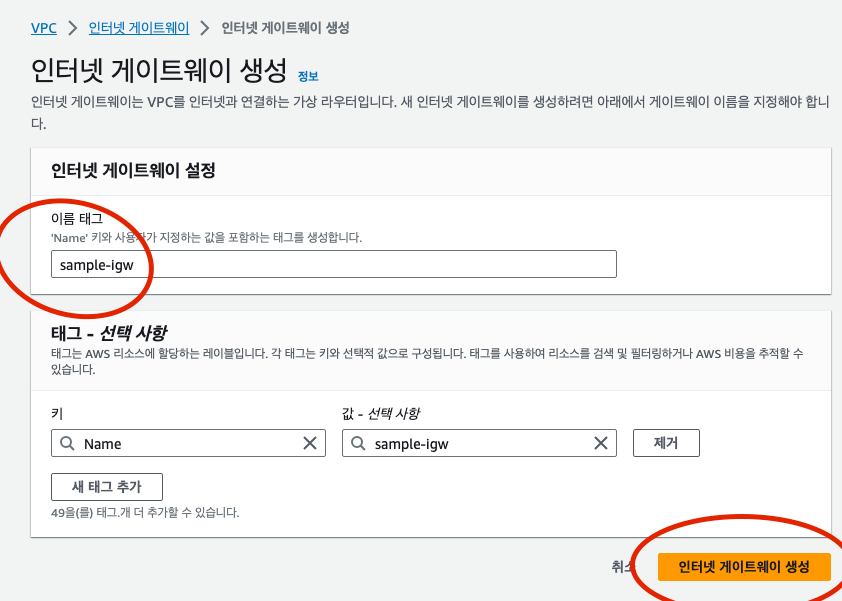 VPC > 인터넷 게이트웨이 > 인터넷 게이트웨이 생성
인터넷 게이트웨이 생성 정보
인터넷 게이트웨이는 VPC를 인터넷과 연결하는 가상 라우터입니다. 새 인터넷 게이트웨이를 생성하려면 아래에서 게이트웨이 이름을 지정해야 합니
다.
인터넷 게이트웨이 설정
이름 태그
'Name' 키와 사용자가 지정하는 값을 포함하는 태그를 생성합니다.
sample-igw
태그 - 선택 사항
태그는 AWS 리소스에 할당하는 레이블입니다. 각 태그는 키와 선택적 값으로 구성됩니다. 태그를 사용하여 리소스를 검색 및 필터링하거나 AWS 비용을 추적할 수
있습니다.
키 값 - 선택 사항
Name sample-igw 제거
새 태그 추가
49을(를) 태그.개 더 추가할 수 있습니다.
취소 인터넷 게이트웨이 생성